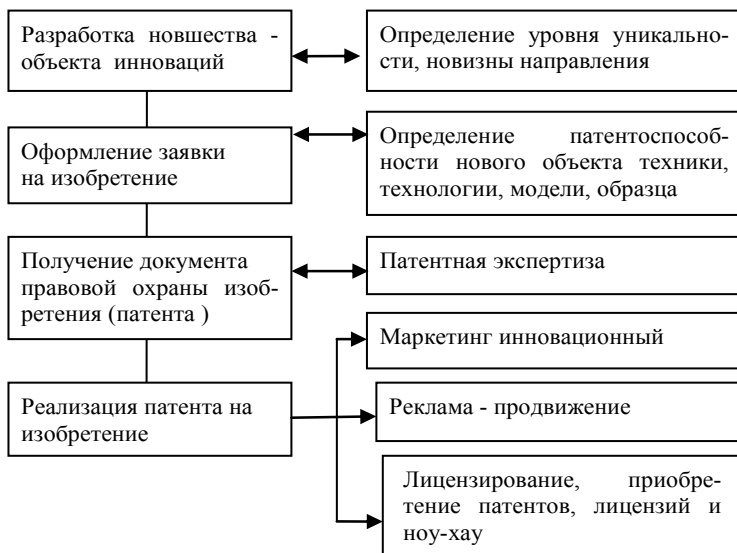 Разработка новшества -
объекта инноваций
Определение уровня уникально-
сти, новизны направления
Оформление заявки
на изобретение
Определение патентоспособ-
ности нового объекта техники,
технологии, модели, образца
Получение документа
правовой охраны изоб-
ретения (патента )
Патентная экспертиза
Маркетинг инновационный
Реализация патента на
изобретение
Реклама - продвижение
Лицензирование, приобре-
тение патентов, лицензий и
ноу-хау